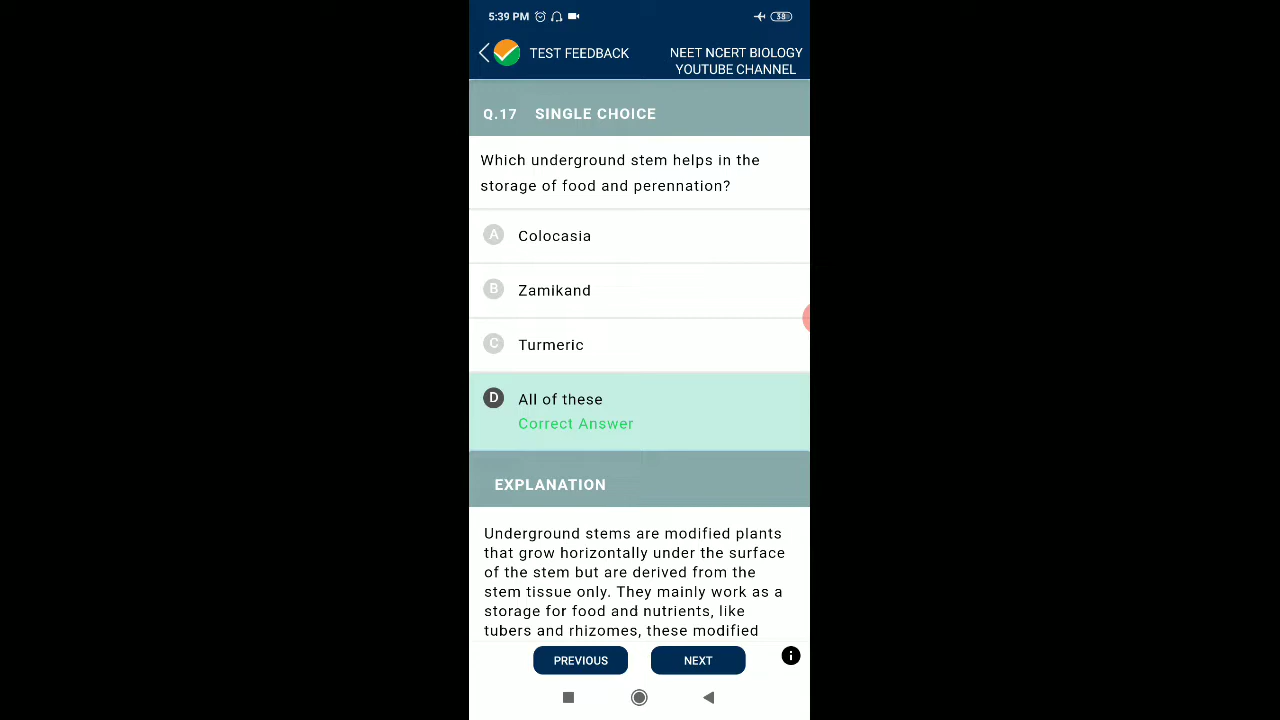 5:39 PM
38
TEST FEEDBACK
NEET NCERT BIOLOGY
YOUTUBE CHANNEL
Q.17 SINGLE CHOICE
Which underground stem helps in the
storage of food and perennation?
A Colocasia
B Zamikand
C Turmeric
D All of these
Correct Answer
EXPLANATION
Underground stems are modified plants
that grow horizontally under the surface
of the stem but are derived from the
stem tissue only. They mainly work as a
storage for food and nutrients, like
tubers and rhizomes, these modified
PREVIOUS
NEXT
i